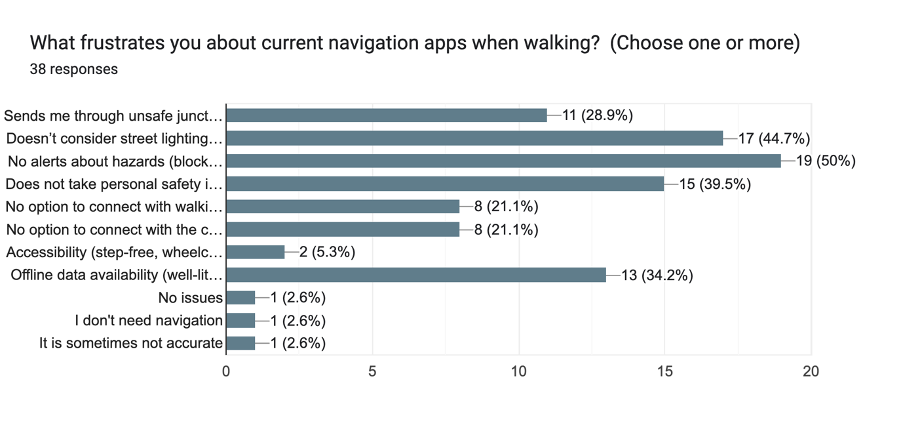 What frustrates you about current navigation apps when walking?  (Choose one or more)
38 responses
Sends me through unsafe junct… 11 (28.9%)
Doesn’t consider street lighting… 17 (44.7%)
No alerts about hazards (block… 19 (50%)
Does not take personal safety i… 15 (39.5%)
No option to connect with walki… 8 (21.1%)
No option to connect with the c… 8 (21.1%)
Accessibility (step-free, wheelc… 2 (5.3%)
Offline data availability (well-lit… 13 (34.2%)
No issues 1 (2.6%)
I don't need navigation 1 (2.6%)
It is sometimes not accurate 1 (2.6%)
0 5 10 15 20